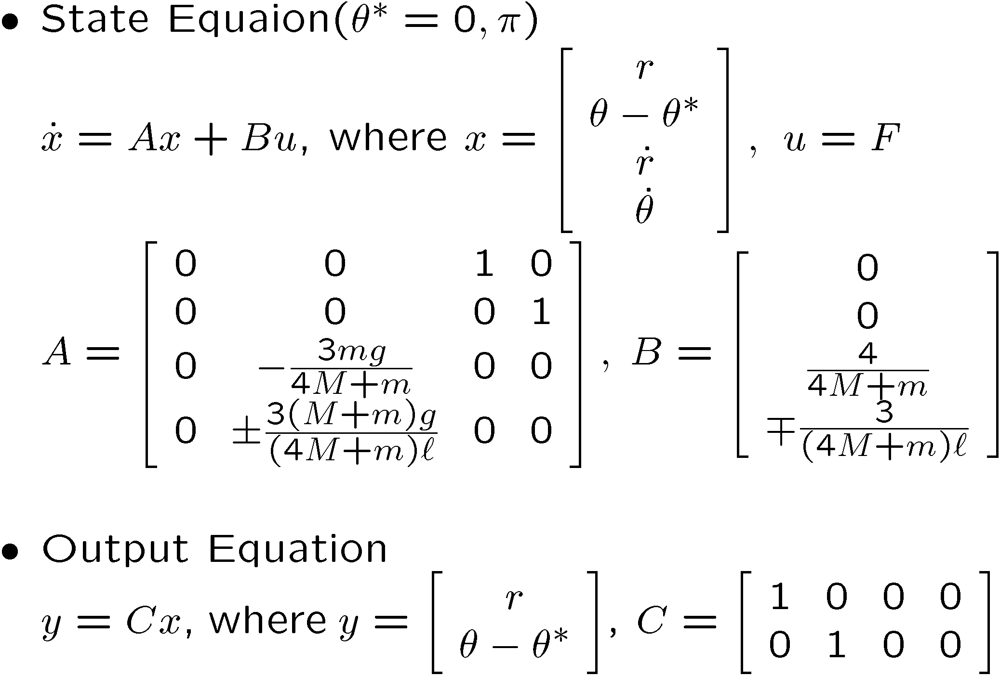 • State Equaion(θ* = 0, π)
ẋ = Ax + Bu, where x = [ r ; θ − θ* ; ṙ ; θ̇ ], u = F
A = [ 0 0 1 0 ; 0 0 0 1 ; 0 −3mg/(4M+m) 0 0 ; 0 ±3(M+m)g/((4M+m)ℓ) 0 0 ], B = [ 0 ; 0 ; 4/(4M+m) ; ∓3/((4M+m)ℓ) ]
• Output Equation
y = Cx, where y = [ r ; θ − θ* ], C = [ 1 0 0 0 ; 0 1 0 0 ]